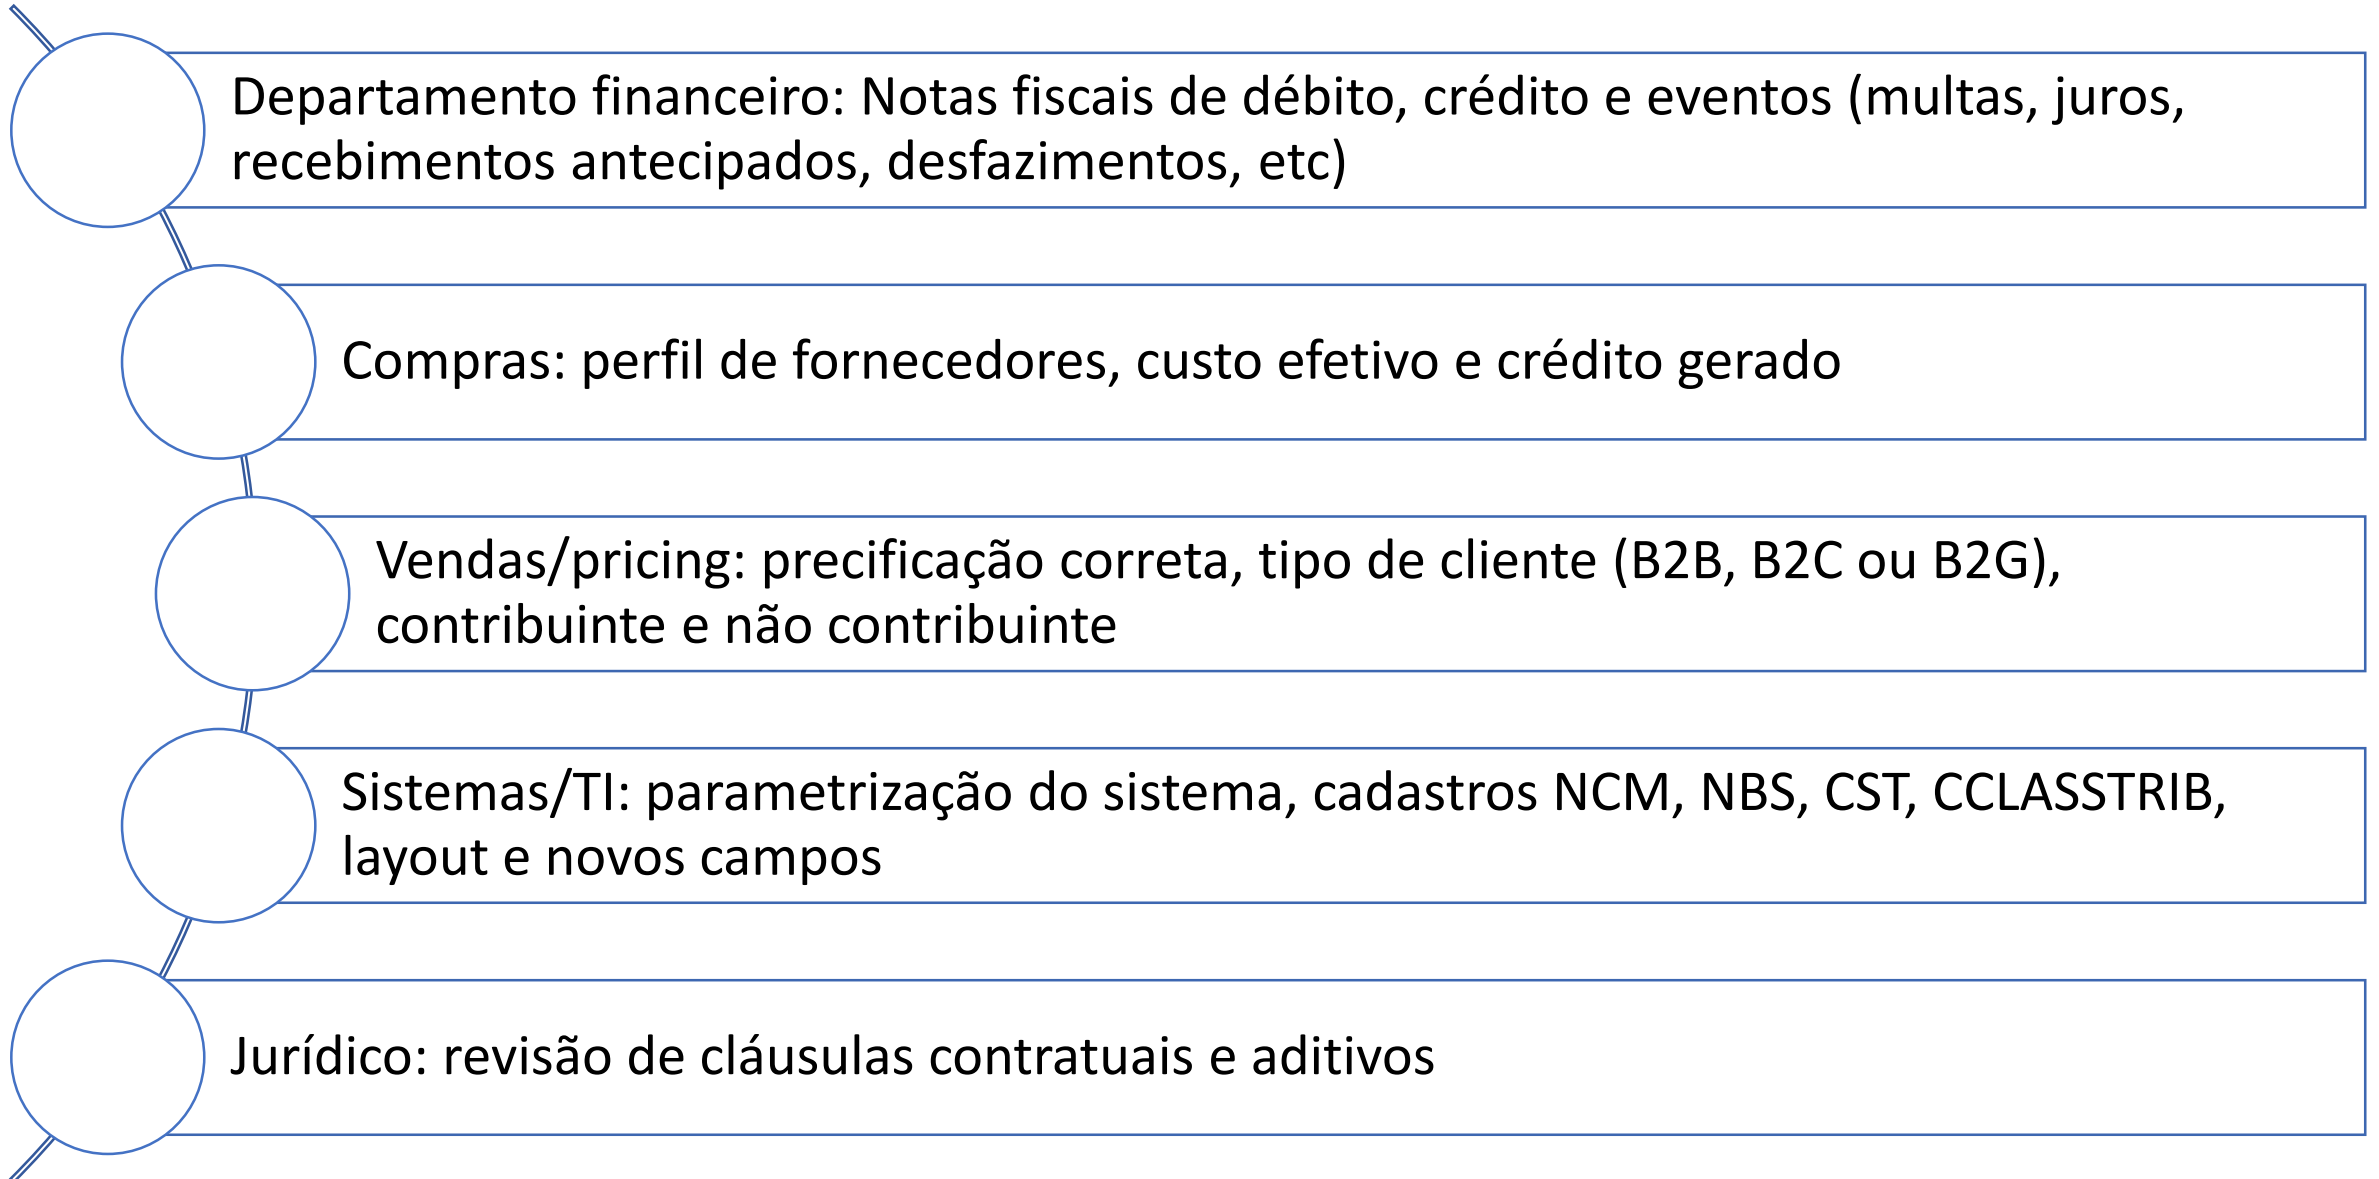 Departamento financeiro: Notas fiscais de débito, crédito e eventos (multas, juros,
recebimentos antecipados, desfazimentos, etc)
Compras: perfil de fornecedores, custo efetivo e crédito gerado
Vendas/pricing: precificação correta, tipo de cliente (B2B, B2C ou B2G),
contribuinte e não contribuinte
Sistemas/TI: parametrização do sistema, cadastros NCM, NBS, CST, CCLASSTRIB,
layout e novos campos
Jurídico: revisão de cláusulas contratuais e aditivos